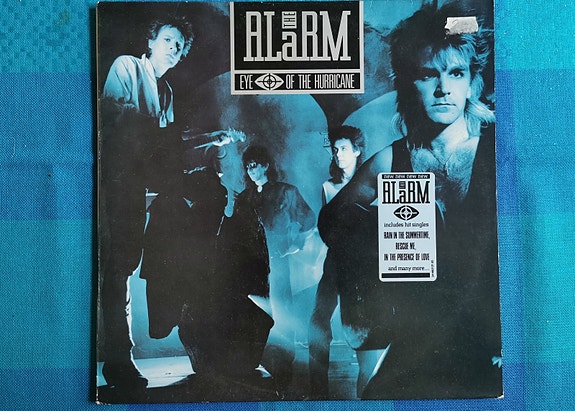 THE
ALaRM
EYE OF THE HURRICANE
new new new new
THE
ALaRM
includes hit singles
RAIN IN THE SUMMERTIME,
RESCUE ME,
IN THE PRESENCE OF LOVE
and many more...